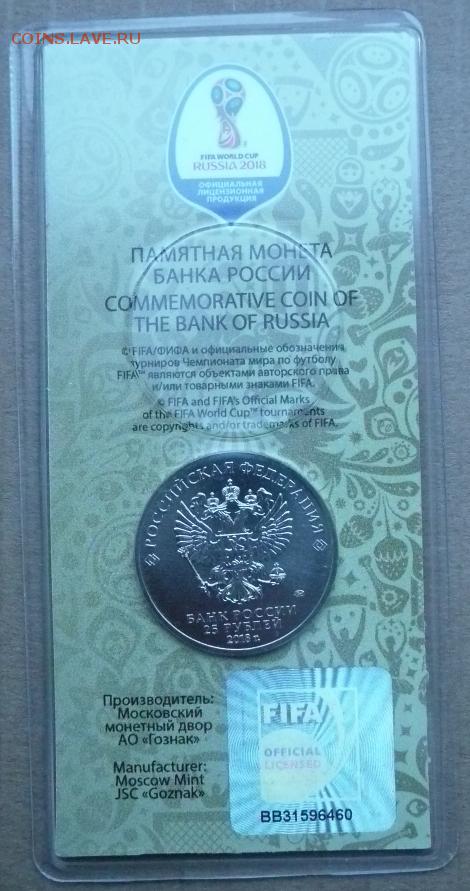 COINS.LAVE.RU
FIFA WORLD CUP
RUSSIA 2018
ОФИЦИАЛЬНАЯ
ЛИЦЕНЗИОННАЯ
ПРОДУКЦИЯ
ПАМЯТНАЯ МОНЕТА
БАНКА РОССИИ
COMMEMORATIVE COIN OF
THE BANK OF RUSSIA
© FIFA/ФИФА и официальные обозначения
турниров Чемпионата мира по футболу
FIFA™ являются объектами авторского права
и/или товарными знаками FIFA.
© FIFA and FIFA's Official Marks
of the FIFA World Cup™ tournaments
are copyrights and/or trademarks of FIFA.
РОССИЙСКАЯ ФЕДЕРАЦИЯ
БАНК РОССИИ
25 РУБЛЕЙ
2018 г.
Производитель:
Московский
монетный двор
АО «Гознак»
Manufacturer:
Moscow Mint
JSC «Goznak»
FIFA
OFFICIAL
LICENSED
BB31596460